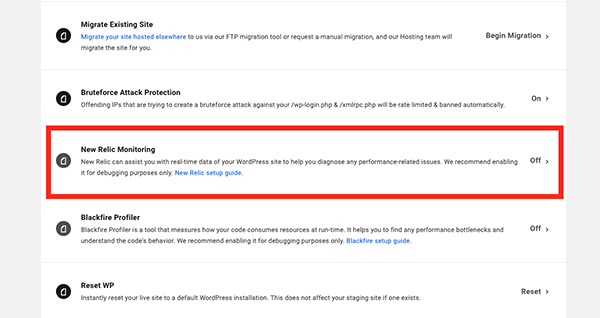 Migrate Existing Site
Migrate your site hosted elsewhere to us via our FTP migration tool or request a manual migration, and our Hosting team will
migrate the site for you.
Begin Migration >
Bruteforce Attack Protection
Offending IPs that are trying to create a bruteforce attack against your /wp-login.php & /xmlrpc.php will be rate limited & banned automatically.
On >
New Relic Monitoring
New Relic can assist you with real-time data of your WordPress site to help you diagnose any performance-related issues. We recommend enabling
it for debugging purposes only. New Relic setup guide.
Off >
Blackfire Profiler
Blackfire Profiler is a tool that measures how your code consumes resources at run-time. It helps you to find any performance bottlenecks and
understand the code's behavior. We recommend enabling it for debugging purposes only. Blackfire setup guide.
Off >
Reset WP
Instantly reset your live site to a default WordPress installation. This does not affect your staging site if one exists.
Reset >